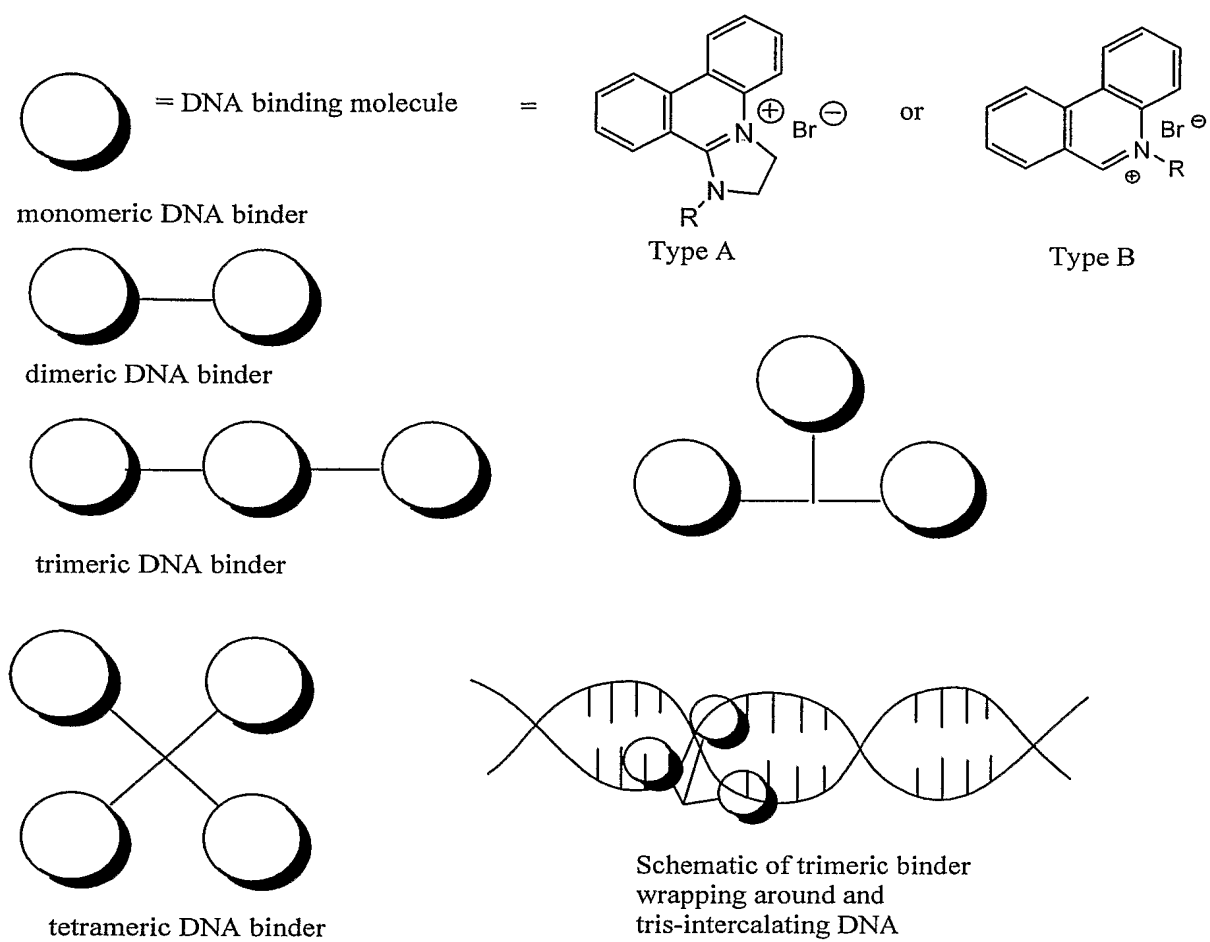 = DNA binding molecule = N ⊕ Br ⊖ N R or N ⊕ R Br ⊖
monomeric DNA binder
Type A
Type B
dimeric DNA binder
trimeric DNA binder
Schematic of trimeric binder
wrapping around and
tris-intercalating DNA
tetrameric DNA binder